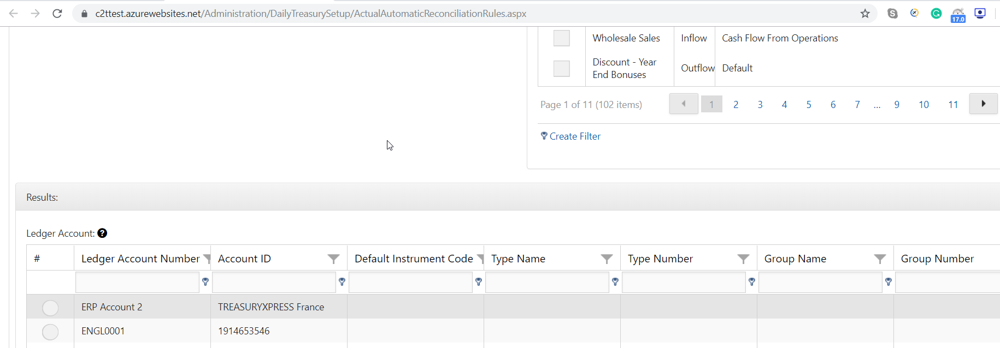 c2ttest.azurewebsites.net/Administration/DailyTreasurySetup/ActualAutomaticReconciliationRules.aspx
17.0
Wholesale Sales Inflow Cash Flow From Operations
Discount - Year
End Bonuses Outflow Default
Page 1 of 11 (102 items) 1 2 3 4 5 6 7 ... 9 10 11
Create Filter
Results:
Ledger Account:
# Ledger Account Number Account ID Default Instrument Code Type Name Type Number Group Name Group Number
ERP Account 2 TREASURYXPRESS France
ENGL0001 1914653546